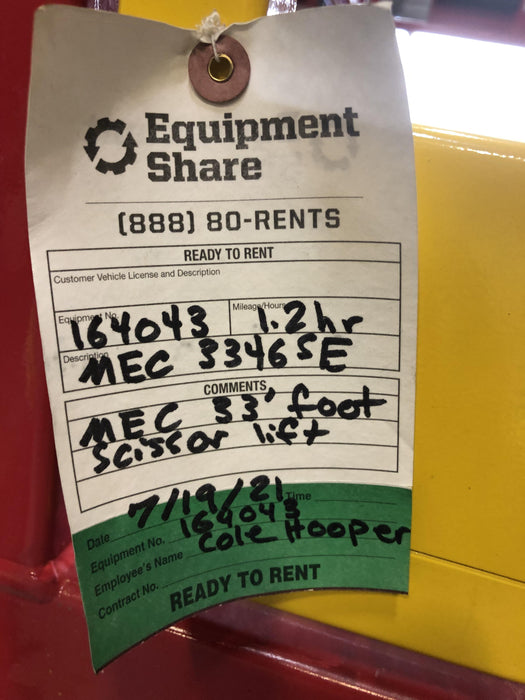 Equipment
Share
(888) 80-RENTS
READY TO RENT
Customer Vehicle License and Description
Equipment No. 164043 Mileage/Hours 1.2 hr
Description MEC 3346SE
COMMENTS
MEC 33' foot
scissor lift
Date 7/19/21 Time
Equipment No. 164043
Employee's Name Cole Hooper
Contract No.
READY TO RENT